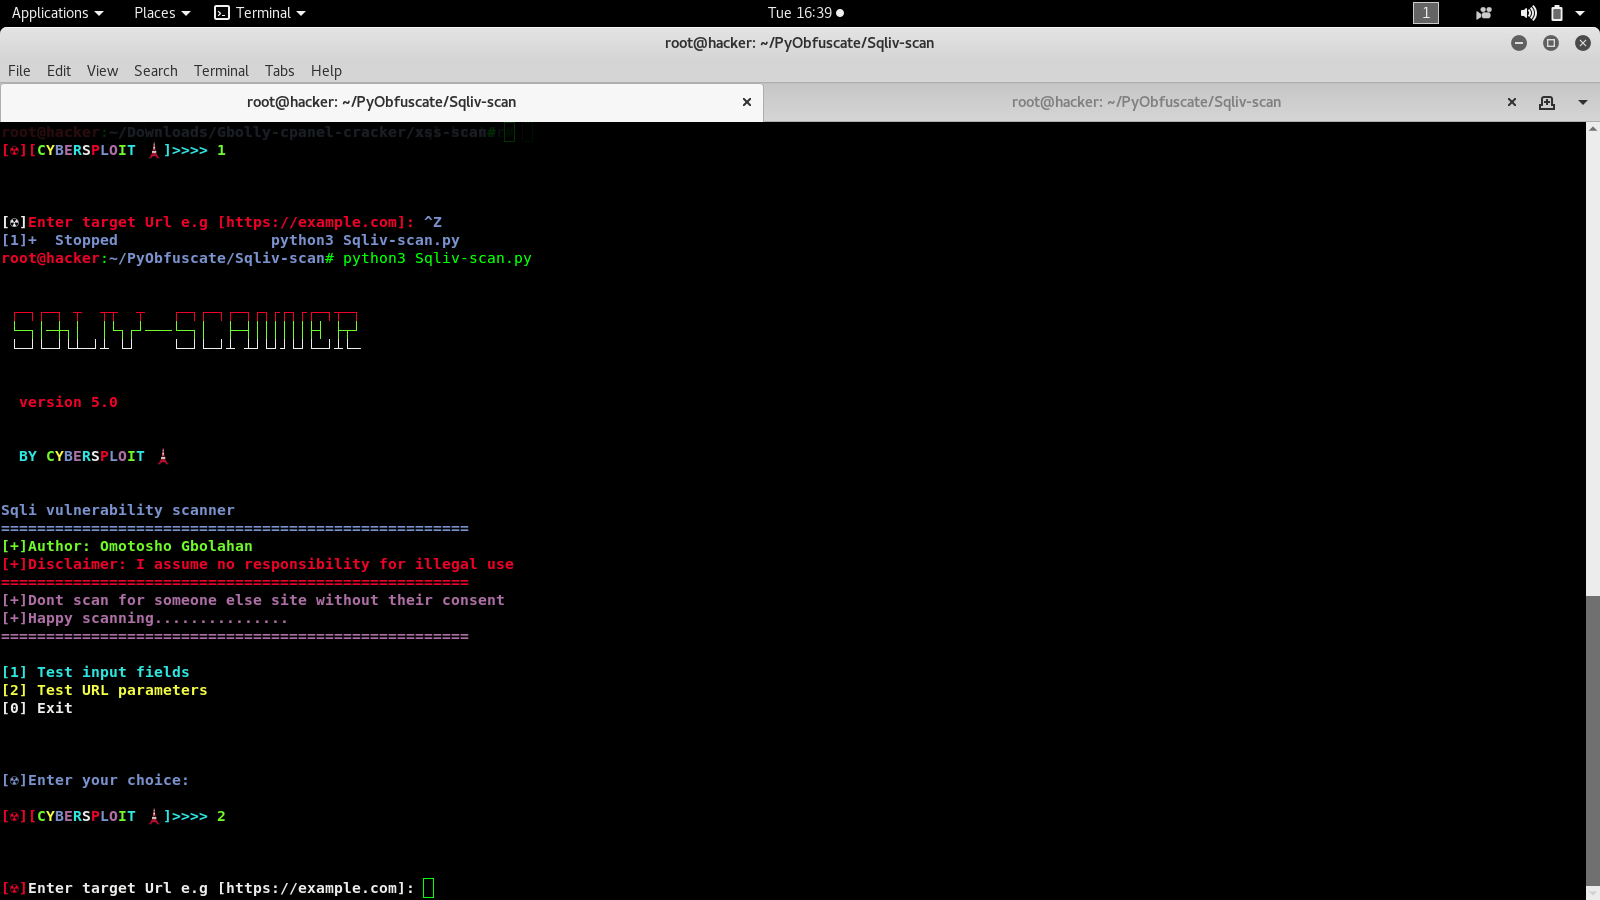 Applications Places Terminal Tue 16:39 1
root@hacker: ~/PyObfuscate/Sqliv-scan
File Edit View Search Terminal Tabs Help
root@hacker: ~/PyObfuscate/Sqliv-scan root@hacker: ~/PyObfuscate/Sqliv-scan
root@hacker:~/Downloads/Gbolly-cpanel-cracker/xss-scan#
[☢][CYBERSPLOIT 🗼]>>>> 1
[☢]Enter target Url e.g [https://example.com]: ^Z
[1]+  Stopped                 python3 Sqliv-scan.py
root@hacker:~/PyObfuscate/Sqliv-scan# python3 Sqliv-scan.py
SQLIV-SCANNER
version 5.0
BY CYBERSPLOIT 🗼
Sqli vulnerability scanner
====================================================
[+]Author: Omotosho Gbolahan
[+]Disclaimer: I assume no responsibility for illegal use
====================================================
[+]Dont scan for someone else site without their consent
[+]Happy scanning...............
====================================================
[1] Test input fields
[2] Test URL parameters
[0] Exit
[☢]Enter your choice:
[☢][CYBERSPLOIT 🗼]>>>> 2
[☢]Enter target Url e.g [https://example.com]: